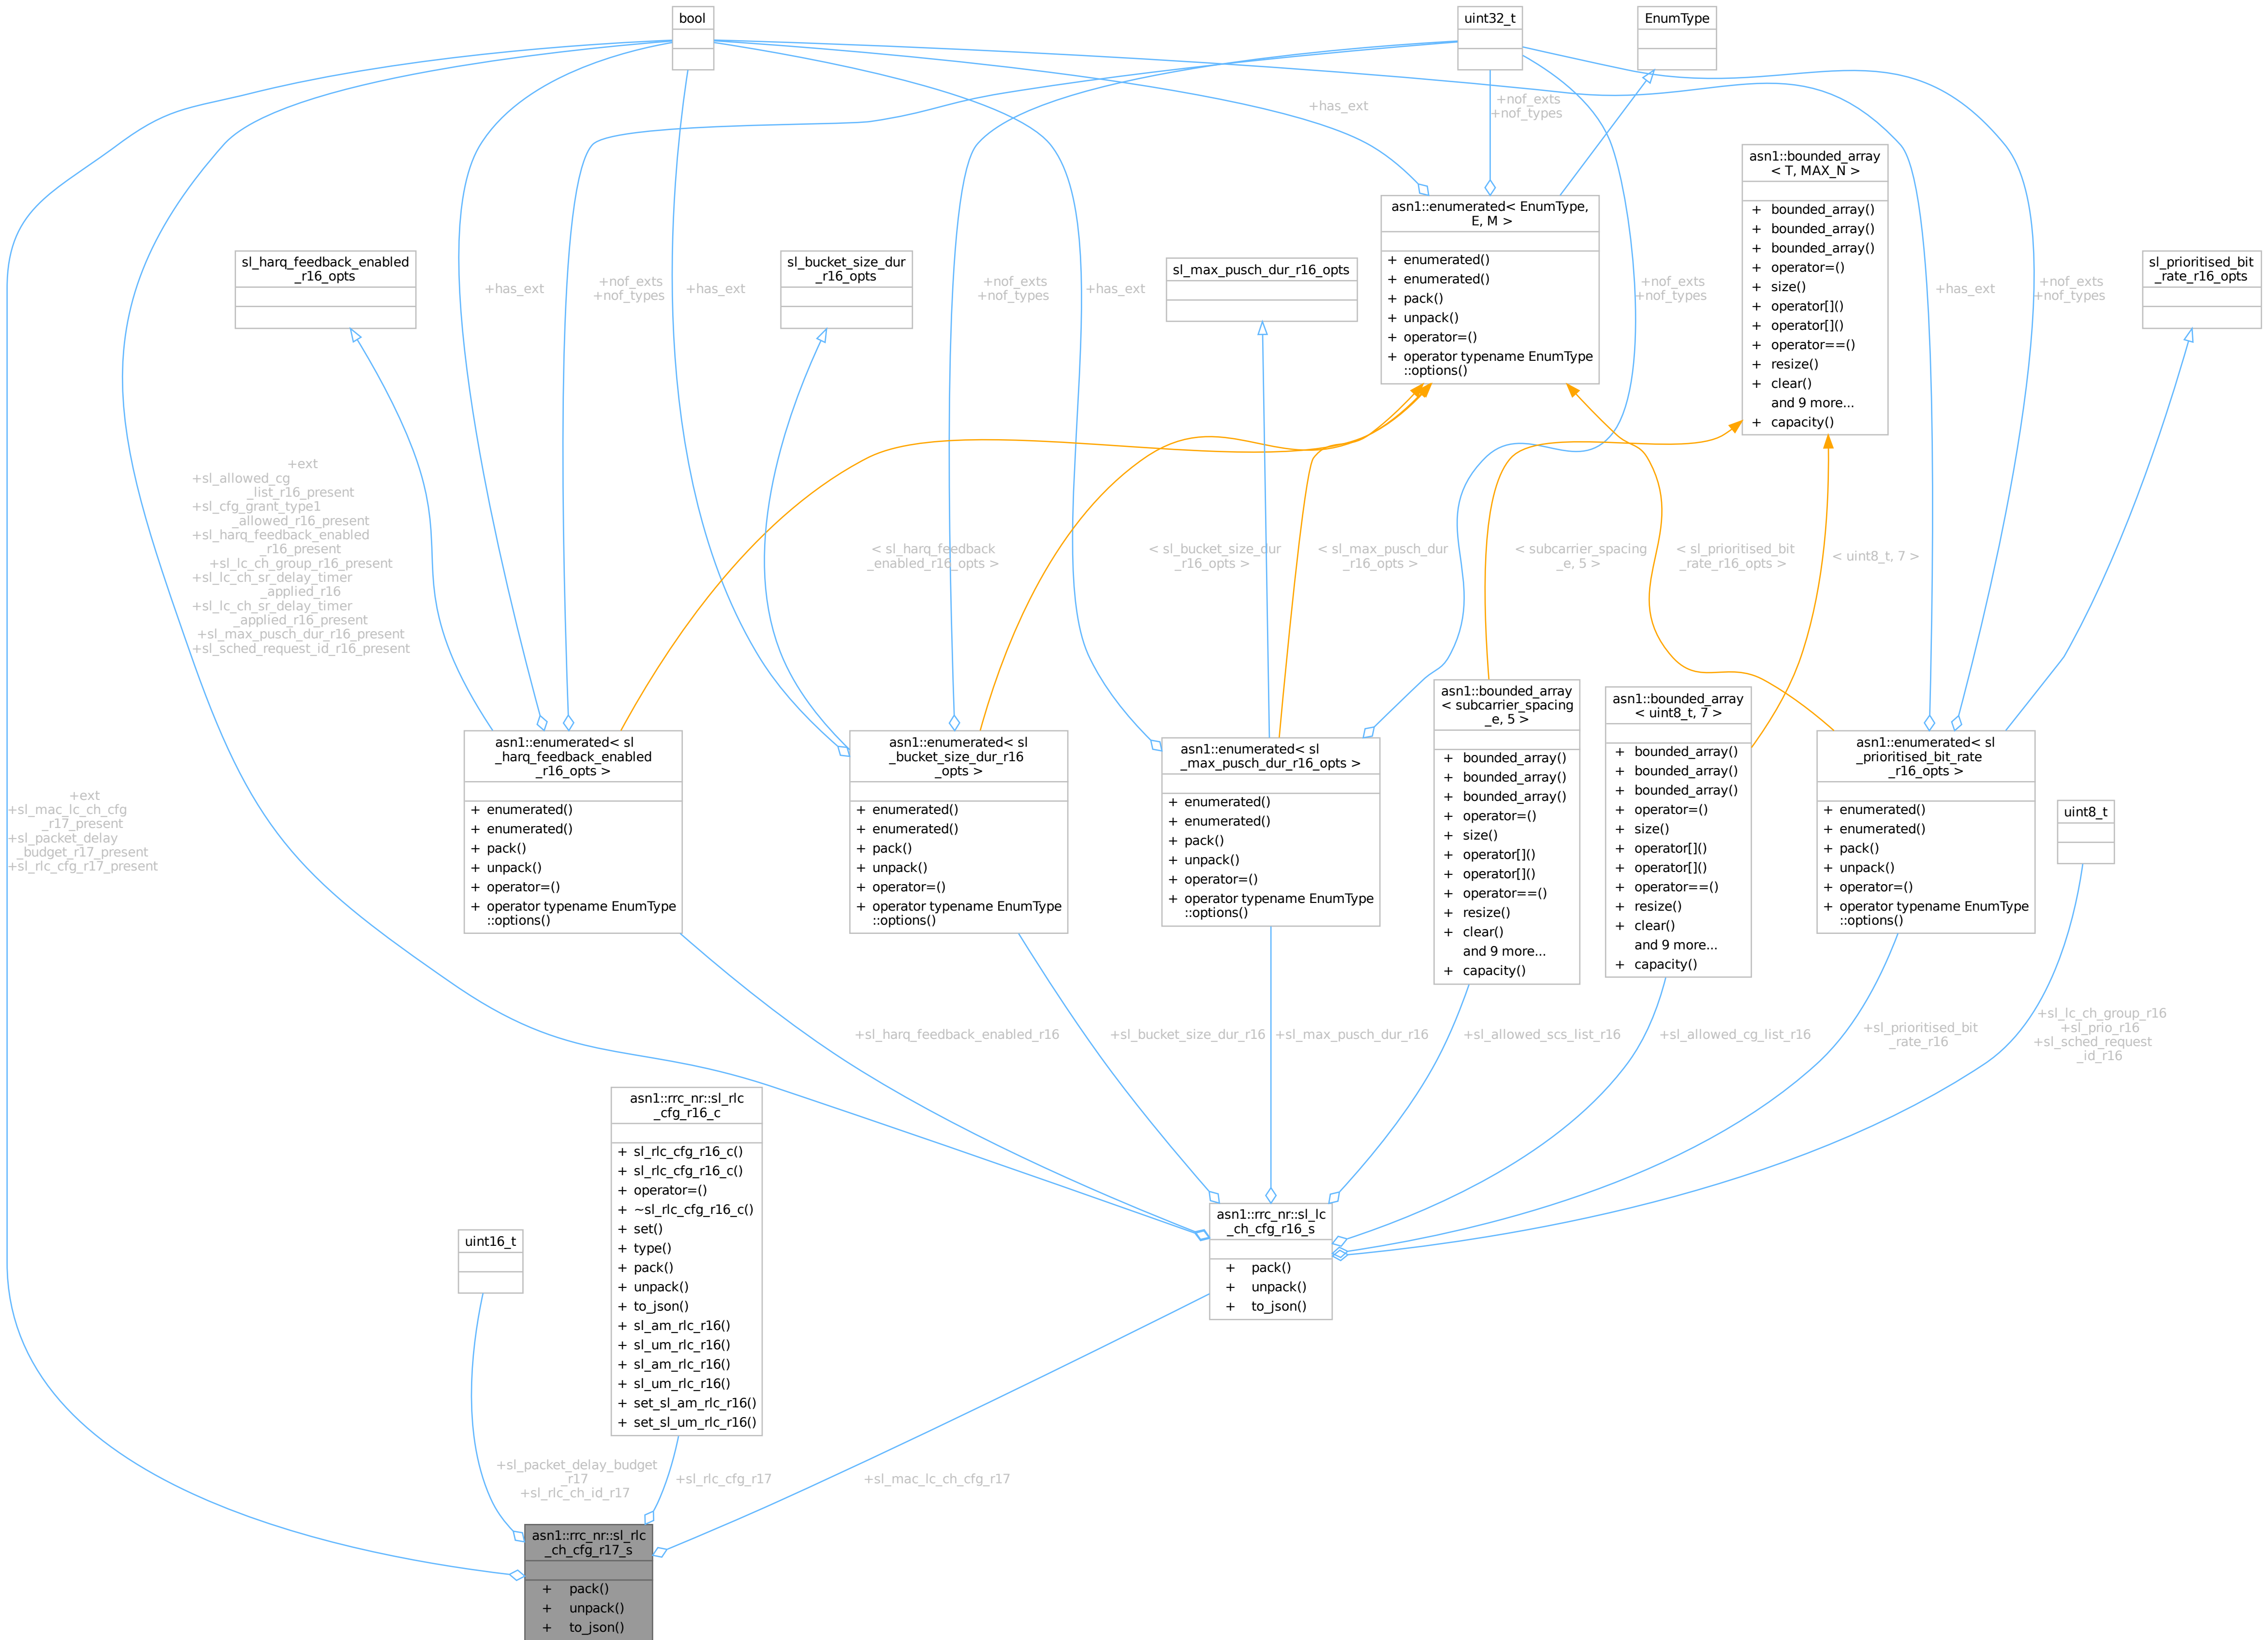 bool
uint32_t
EnumType
+has_ext
+nof_exts
+nof_types
asn1::bounded_array
< T, MAX_N >
+ bounded_array()
+ bounded_array()
+ bounded_array()
+ operator=()
+ size()
+ operator[]()
+ operator[]()
+ operator==()
+ resize()
+ clear()
and 9 more...
+ capacity()
asn1::enumerated< EnumType,
E, M >
+ enumerated()
+ enumerated()
+ pack()
+ unpack()
+ operator=()
+ operator typename EnumType
::options()
sl_harq_feedback_enabled
_r16_opts
sl_bucket_size_dur
_r16_opts
sl_max_pusch_dur_r16_opts
sl_prioritised_bit
_rate_r16_opts
+has_ext
+nof_exts
+nof_types
+has_ext
+nof_exts
+nof_types
+has_ext
+nof_exts
+nof_types
+has_ext
+nof_exts
+nof_types
+ext
+sl_allowed_cg
_list_r16_present
+sl_cfg_grant_type1
_allowed_r16_present
+sl_harq_feedback_enabled
_r16_present
+sl_lc_ch_group_r16_present
+sl_lc_ch_sr_delay_timer
_applied_r16
+sl_lc_ch_sr_delay_timer
_applied_r16_present
+sl_max_pusch_dur_r16_present
+sl_sched_request_id_r16_present
< sl_harq_feedback
_enabled_r16_opts >
< sl_bucket_size_dur
_r16_opts >
< sl_max_pusch_dur
_r16_opts >
< subcarrier_spacing
_e, 5 >
< sl_prioritised_bit
_rate_r16_opts >
< uint8_t, 7 >
asn1::enumerated< sl
_harq_feedback_enabled
_r16_opts >
+ enumerated()
+ enumerated()
+ pack()
+ unpack()
+ operator=()
+ operator typename EnumType
::options()
asn1::enumerated< sl
_bucket_size_dur_r16
_opts >
+ enumerated()
+ enumerated()
+ pack()
+ unpack()
+ operator=()
+ operator typename EnumType
::options()
asn1::enumerated< sl
_max_pusch_dur_r16_opts >
+ enumerated()
+ enumerated()
+ pack()
+ unpack()
+ operator=()
+ operator typename EnumType
::options()
asn1::bounded_array
< subcarrier_spacing
_e, 5 >
+ bounded_array()
+ bounded_array()
+ bounded_array()
+ operator=()
+ size()
+ operator[]()
+ operator[]()
+ operator==()
+ resize()
+ clear()
and 9 more...
+ capacity()
asn1::bounded_array
< uint8_t, 7 >
+ bounded_array()
+ bounded_array()
+ bounded_array()
+ operator=()
+ size()
+ operator[]()
+ operator[]()
+ operator==()
+ resize()
+ clear()
and 9 more...
+ capacity()
asn1::enumerated< sl
_prioritised_bit_rate
_r16_opts >
+ enumerated()
+ enumerated()
+ pack()
+ unpack()
+ operator=()
+ operator typename EnumType
::options()
uint8_t
+ext
+sl_mac_lc_ch_cfg
_r17_present
+sl_packet_delay
_budget_r17_present
+sl_rlc_cfg_r17_present
+sl_harq_feedback_enabled_r16
+sl_bucket_size_dur_r16
+sl_max_pusch_dur_r16
+sl_allowed_scs_list_r16
+sl_allowed_cg_list_r16
+sl_prioritised_bit
_rate_r16
+sl_lc_ch_group_r16
+sl_prio_r16
+sl_sched_request
_id_r16
asn1::rrc_nr::sl_rlc
_cfg_r16_c
+ sl_rlc_cfg_r16_c()
+ sl_rlc_cfg_r16_c()
+ operator=()
+ ~sl_rlc_cfg_r16_c()
+ set()
+ type()
+ pack()
+ unpack()
+ to_json()
+ sl_am_rlc_r16()
+ sl_um_rlc_r16()
+ sl_am_rlc_r16()
+ sl_um_rlc_r16()
+ set_sl_am_rlc_r16()
+ set_sl_um_rlc_r16()
uint16_t
asn1::rrc_nr::sl_lc
_ch_cfg_r16_s
+ pack()
+ unpack()
+ to_json()
+sl_packet_delay_budget
_r17
+sl_rlc_ch_id_r17
+sl_rlc_cfg_r17
+sl_mac_lc_ch_cfg_r17
asn1::rrc_nr::sl_rlc
_ch_cfg_r17_s
+ pack()
+ unpack()
+ to_json()